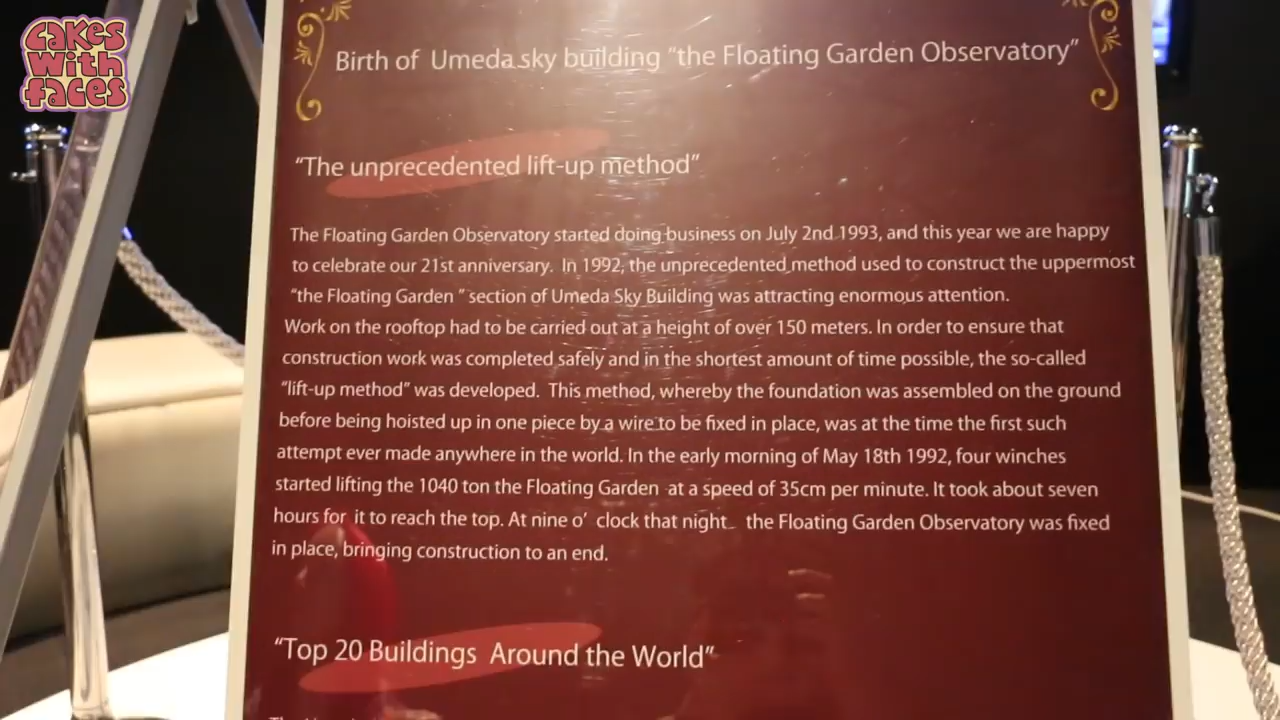 cakes
with
faces
Birth of Umeda sky building “the Floating Garden Observatory”
“The unprecedented lift-up method”
The Floating Garden Observatory started doing business on July 2nd 1993, and this year we are happy
to celebrate our 21st anniversary. In 1992, the unprecedented method used to construct the uppermost
“the Floating Garden ” section of Umeda Sky Building was attracting enormous attention.
Work on the rooftop had to be carried out at a height of over 150 meters. In order to ensure that
construction work was completed safely and in the shortest amount of time possible, the so-called
“lift-up method” was developed. This method, whereby the foundation was assembled on the ground
before being hoisted up in one piece by a wire to be fixed in place, was at the time the first such
attempt ever made anywhere in the world. In the early morning of May 18th 1992, four winches
started lifting the 1040 ton the Floating Garden at a speed of 35cm per minute. It took about seven
hours for it to reach the top. At nine o’ clock that night the Floating Garden Observatory was fixed
in place, bringing construction to an end.
“Top 20 Buildings Around the World”